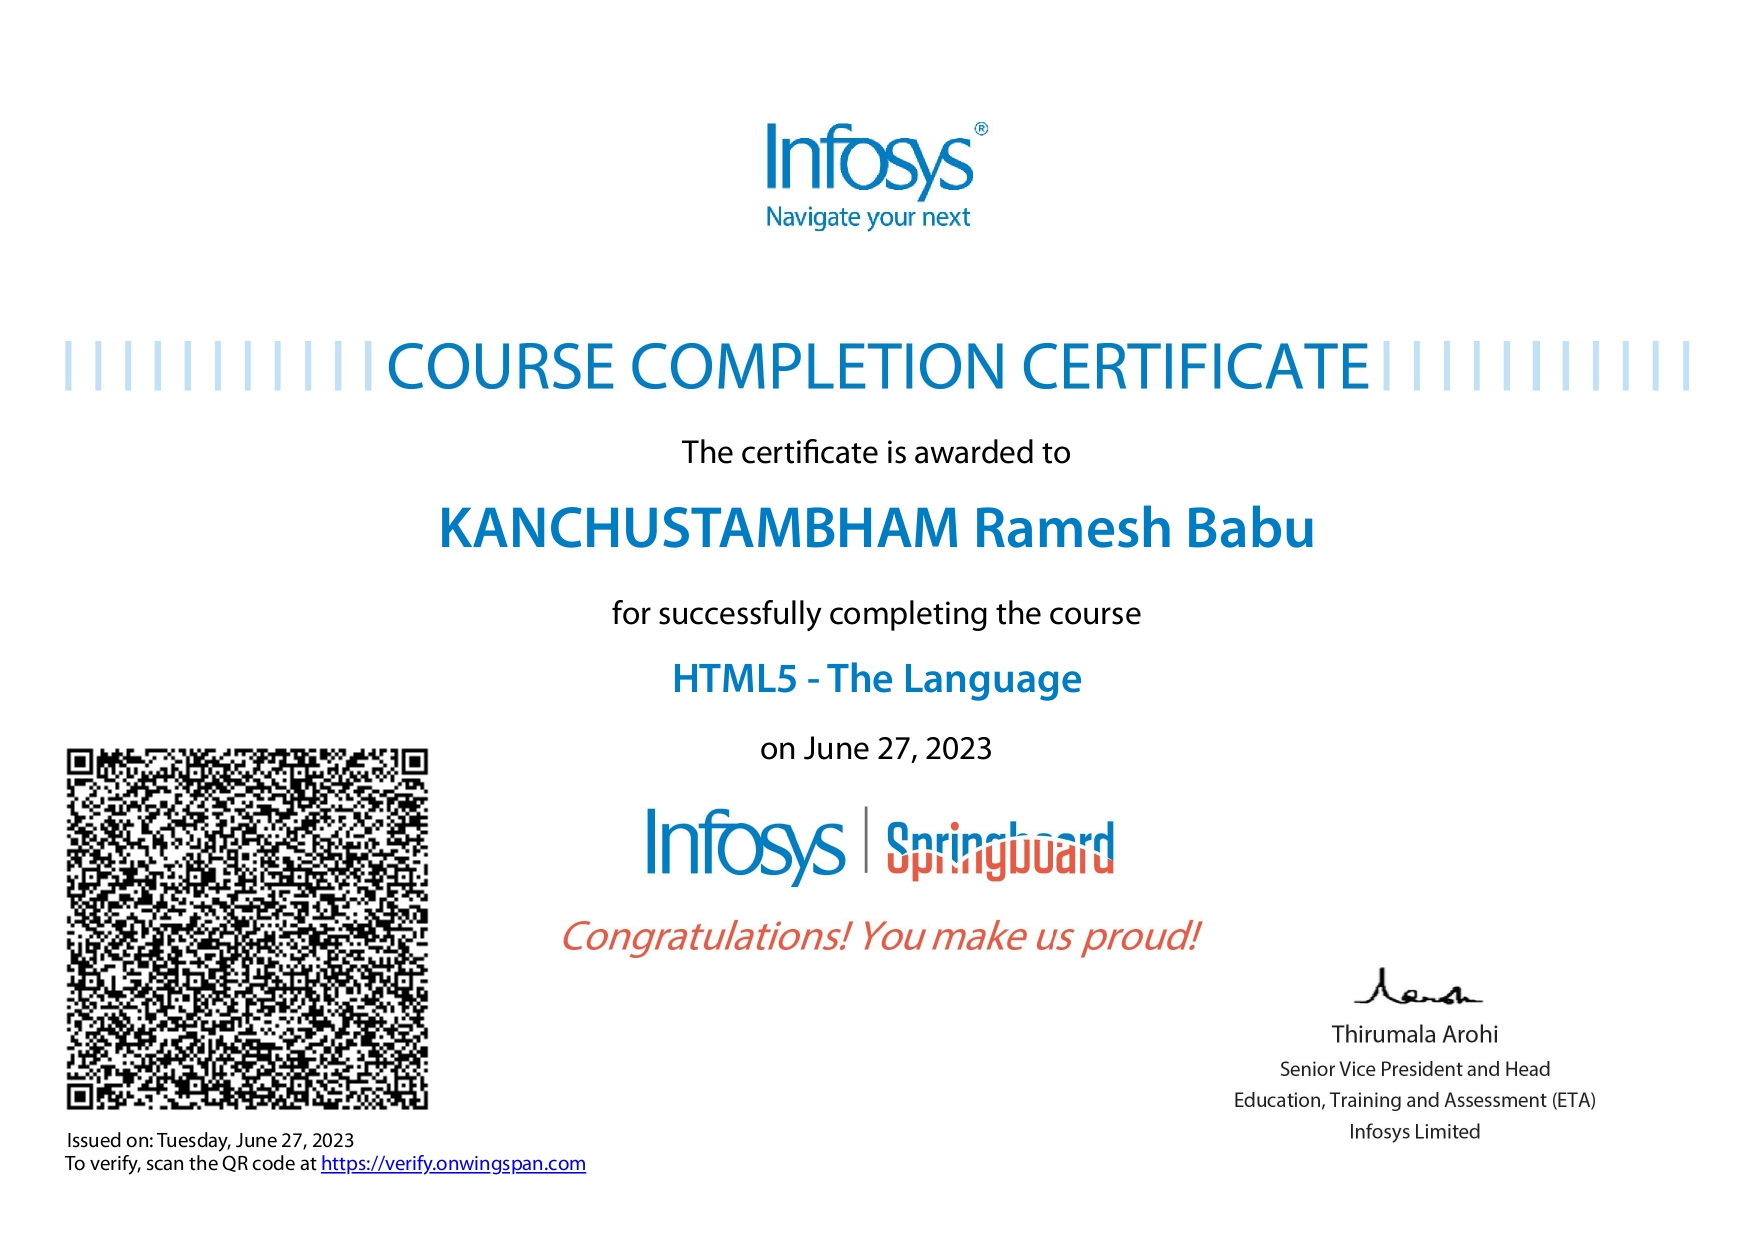 Infosys®
Navigate your next
COURSE COMPLETION CERTIFICATE
The certificate is awarded to
KANCHUSTAMBHAM Ramesh Babu
for successfully completing the course
HTML5 - The Language
on June 27, 2023
Infosys | Springboard
Congratulations! You make us proud!
Thirumala Arohi
Senior Vice President and Head
Education, Training and Assessment (ETA)
Infosys Limited
Issued on: Tuesday, June 27, 2023
To verify, scan the QR code at https://verify.onwingspan.com